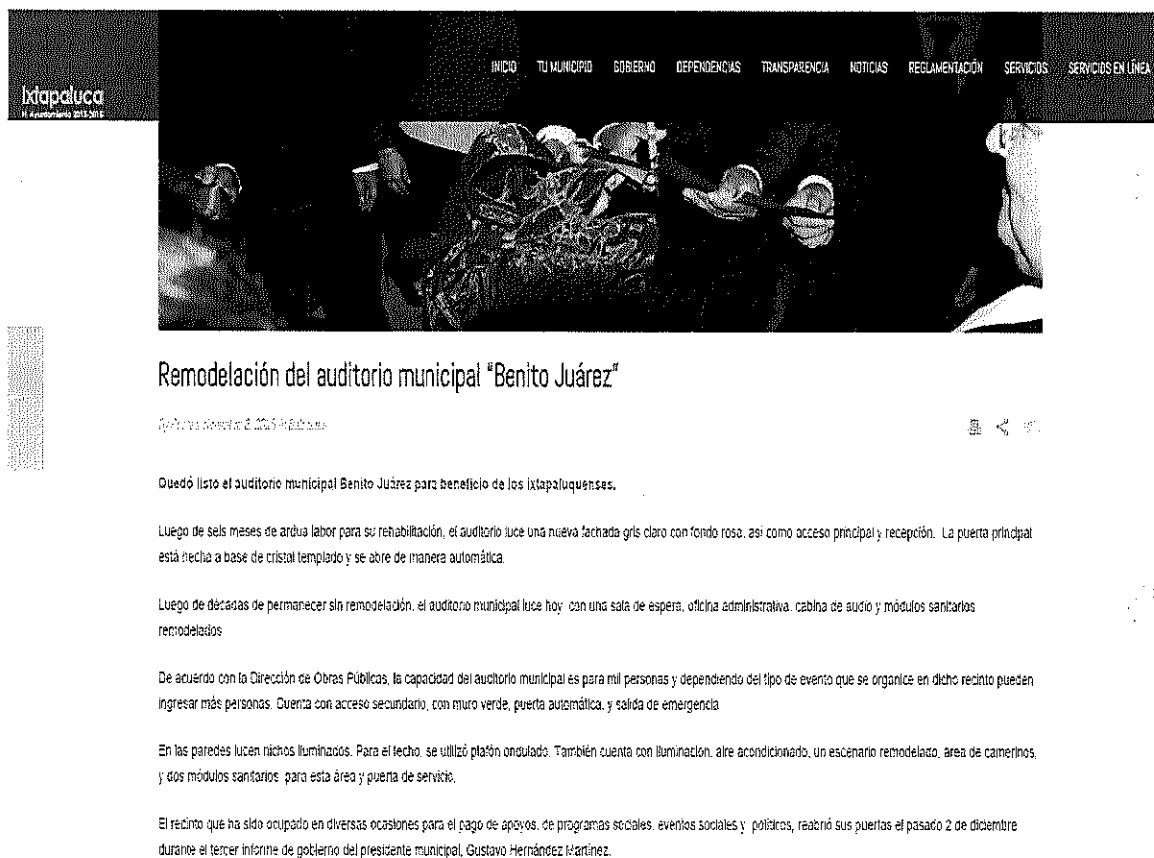 INICIO TU MUNICIPIO GOBIERNO DEPENDENCIAS TRANSPARENCIA NOTICIAS REGLAMENTACIÓN SERVICIOS SERVICIOS EN LÍNEA
Ixtapaluca
H. Ayuntamiento 2013-2015
Remodelación del auditorio municipal "Benito Juárez"
Quedó listo el auditorio municipal Benito Juárez para beneficio de los Ixtapaluquenses.
Luego de seis meses de ardua labor para su rehabilitación, el auditorio luce una nueva fachada gris claro con fondo rosa, así como acceso principal y recepción. La puerta principal
está hecha a base de cristal templado y se abre de manera automática.
Luego de décadas de permanecer sin remodelación, el auditorio municipal luce hoy con una sala de espera, oficina administrativa, cabina de audio y módulos sanitarios
remodelados
De acuerdo con la Dirección de Obras Públicas, la capacidad del auditorio municipal es para mil personas y dependiendo del tipo de evento que se organice en dicho recinto pueden
ingresar más personas. Cuenta con acceso secundario, con muro verde, puerta automática, y salida de emergencia
En las paredes lucen nichos iluminados. Para el techo, se utilizó plafón ondulado. También cuenta con iluminación, aire acondicionado, un escenario remodelado, área de camerinos,
y dos módulos sanitarios para esta área y puerta de servicio.
El recinto que ha sido ocupado en diversas ocasiones para el pago de apoyos, de programas sociales, eventos sociales y políticos, reabrió sus puertas el pasado 2 de diciembre
durante el tercer informe de gobierno del presidente municipal, Gustavo Hernández Martínez.